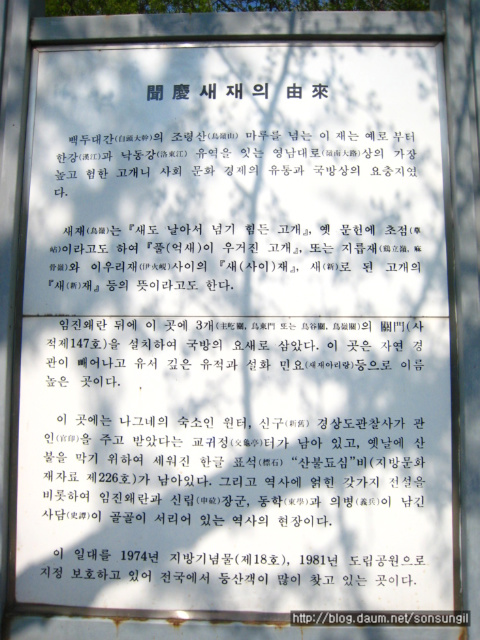 聞慶새재의 由來
백두대간(白頭大幹)의 조령산(鳥嶺山) 마루를 넘는 이 재는 예로 부터
한강(漢江)과 낙동강(洛東江) 유역을 잇는 영남대로(嶺南大路)상의 가장
높고 험한 고개니 사회 문화 경제의 유통과 국방상의 요충지였
다.
새재(鳥嶺)는 『새도 날아서 넘기 힘든 고개』, 옛 문헌에 초점(草
岾)이라고도 하여 『풀(억새)이 우거진 고개』, 또는 지릅재(鷄立嶺, 麻
骨嶺)와 이우리재(伊火峴)사이의 『새(사이)재』, 새(新)로 된 고개의
『새(新)재』 등의 뜻이라고도 한다.
임진왜란 뒤에 이 곳에 3개(主屹關, 鳥東門 또는 鳥谷關, 鳥嶺關)의 關門(사
적제147호)을 설치하여 국방의 요새로 삼았다. 이 곳은 자연 경
관이 빼어나고 유서 깊은 유적과 설화 민요(새재아리랑)등으로 이름
높은 곳이다.
이 곳에는 나그네의 숙소인 원터, 신구(新舊) 경상도관찰사가 관
인(官印)을 주고 받았다는 교귀정(交龜亭)터가 남아 있고, 옛날에 산
불을 막기 위하여 세워진 한글 표석(標石) “산불됴심”비(지방문화
재자료 제226호)가 남아있다. 그리고 역사에 얽힌 갖가지 전설을
비롯하여 임진왜란과 신립(申砬)장군, 동학(東學)과 의병(義兵)이 남긴
사담(史譚)이 골골이 서리어 있는 역사의 현장이다.
이 일대를 1974년 지방기념물(제18호), 1981년 도립공원으로
지정 보호하고 있어 전국에서 등산객이 많이 찾고 있는 곳이다.
http://blog.daum.net/sonsungil